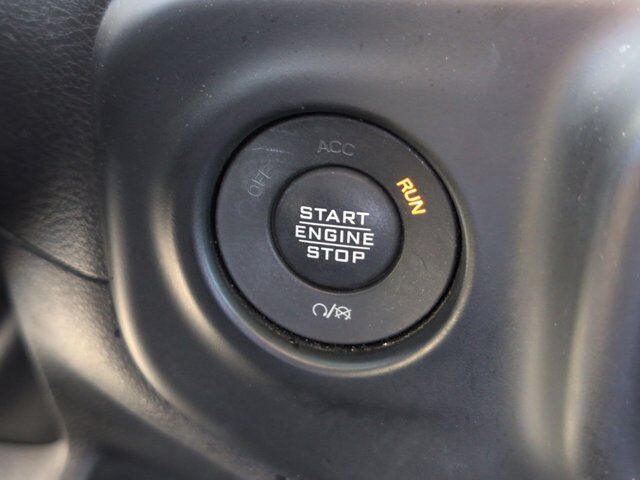 ACC
OFF
RUN
START
ENGINE
STOP